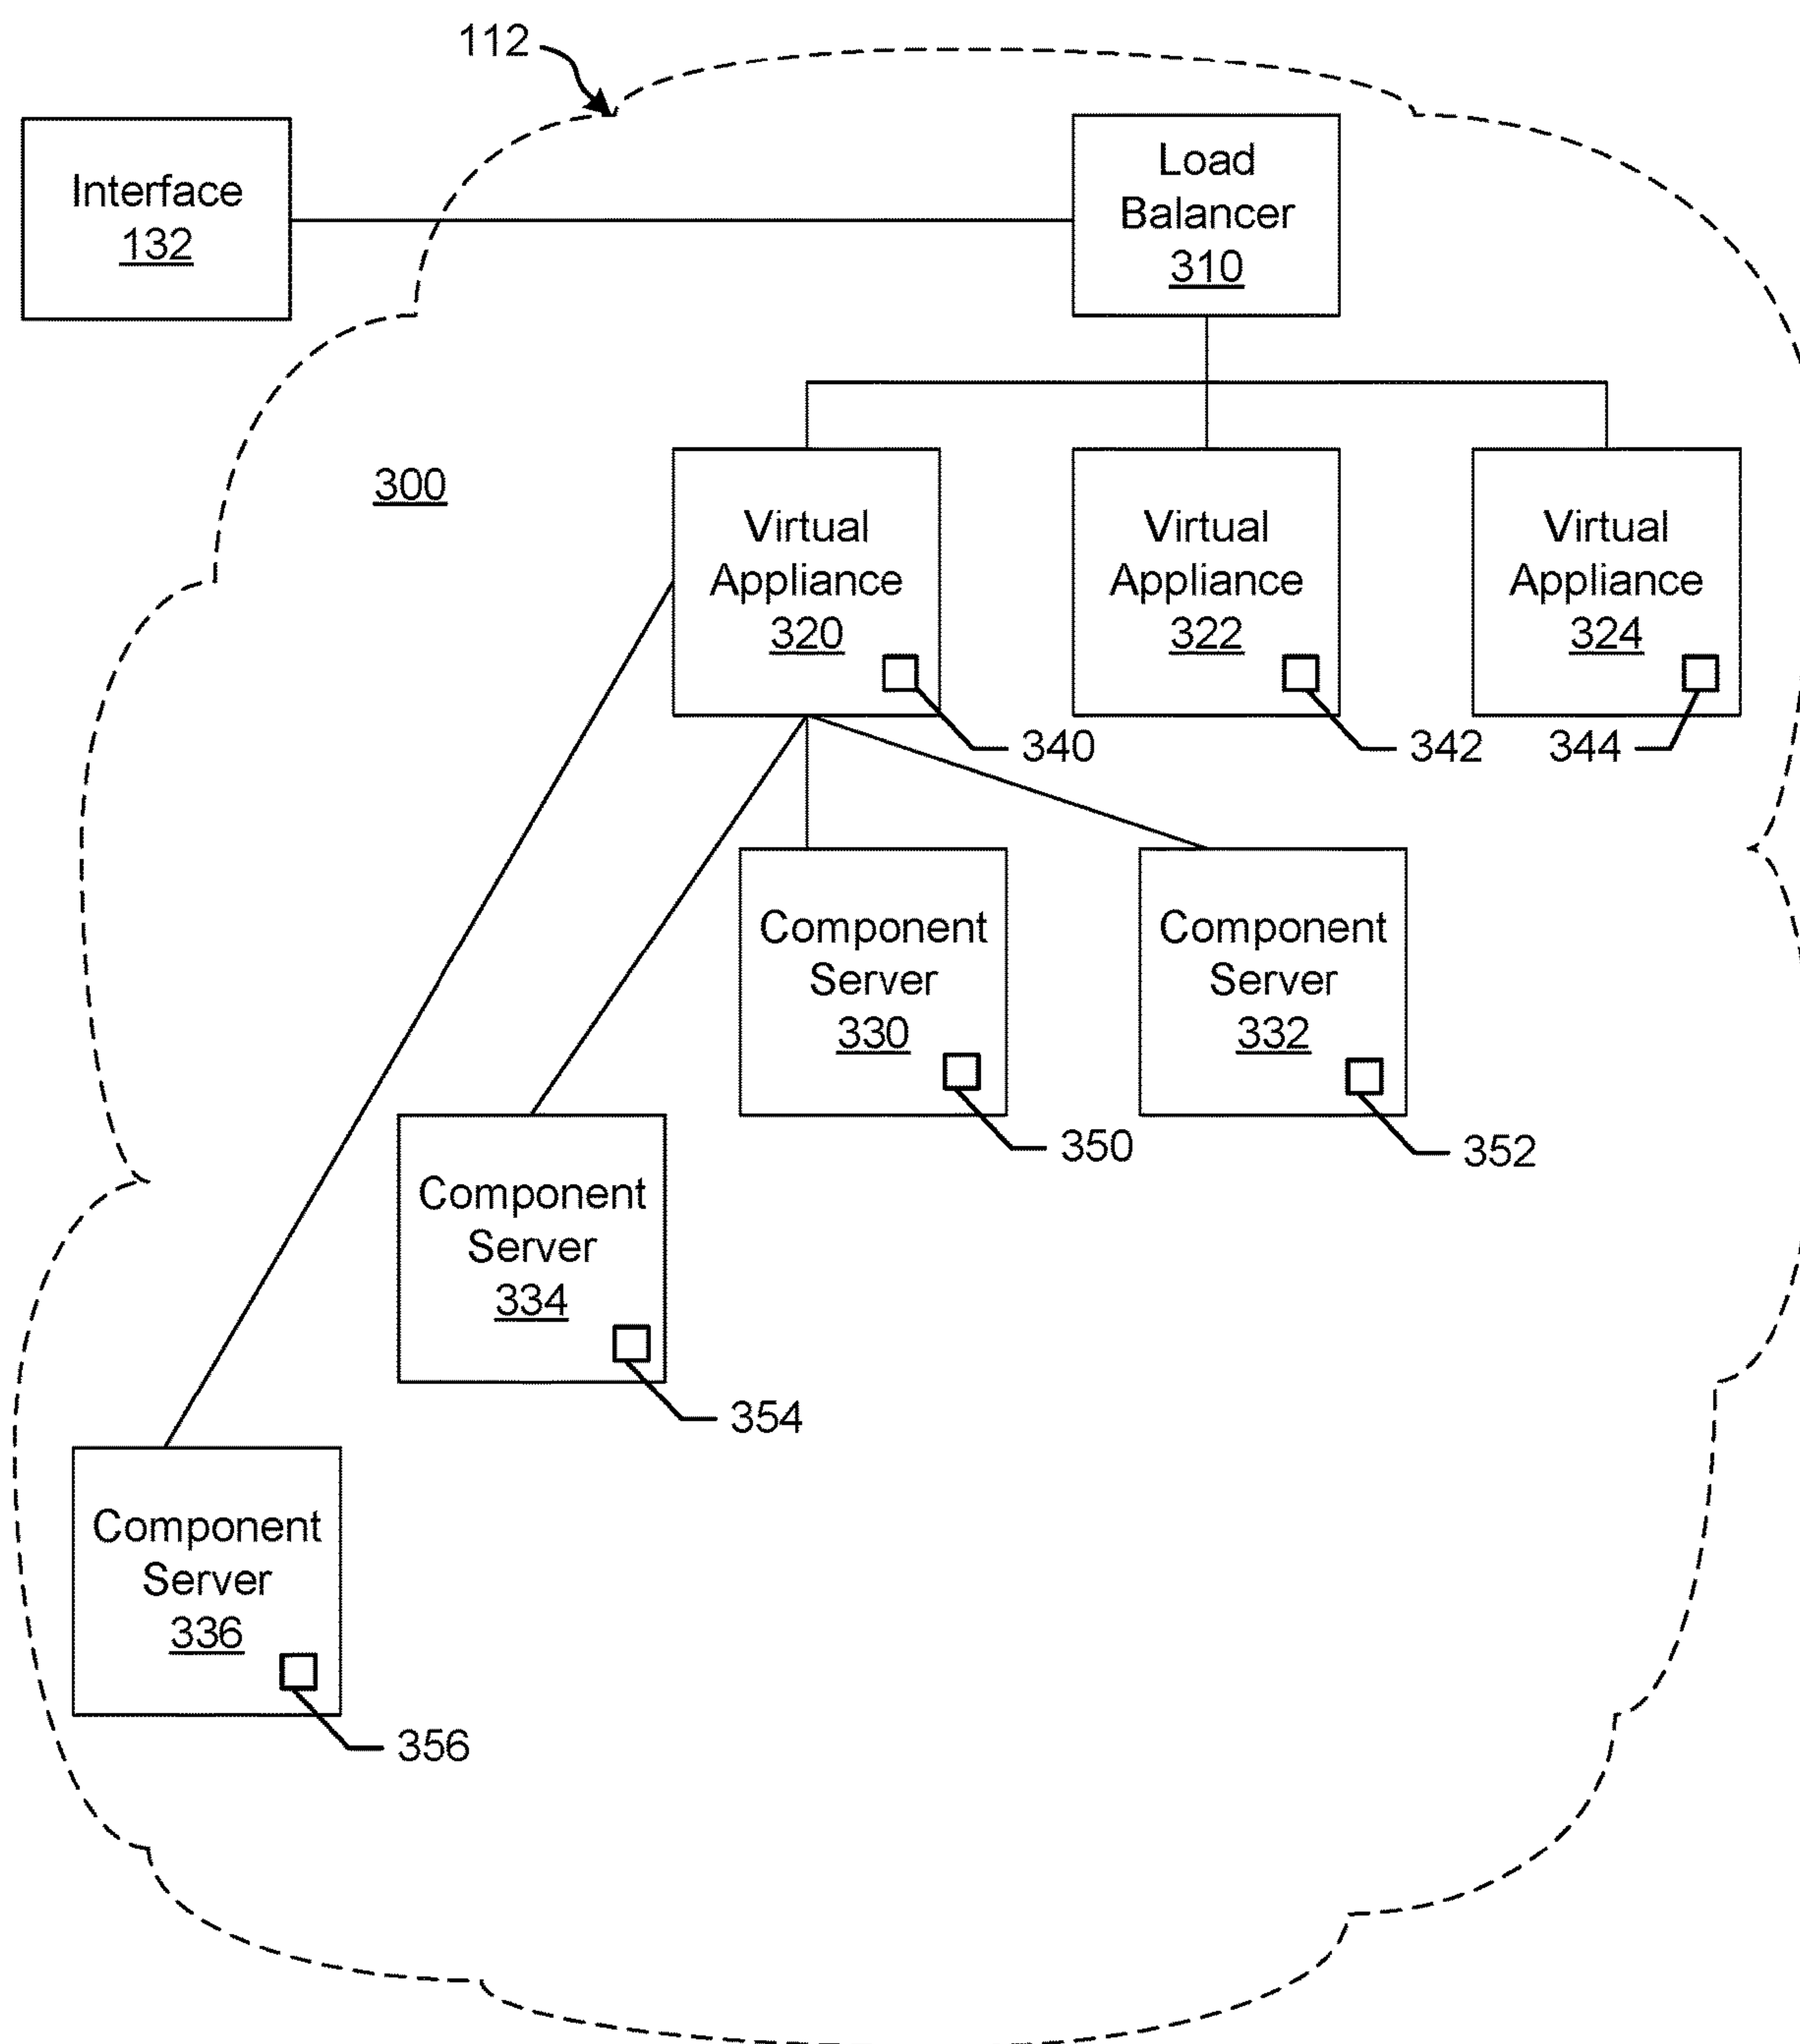 112
Interface
132
Load
Balancer
310
300
Virtual
Appliance
320
Virtual
Appliance
322
Virtual
Appliance
324
340
342
344
Component
Server
330
Component
Server
332
350
352
Component
Server
334
354
Component
Server
336
356